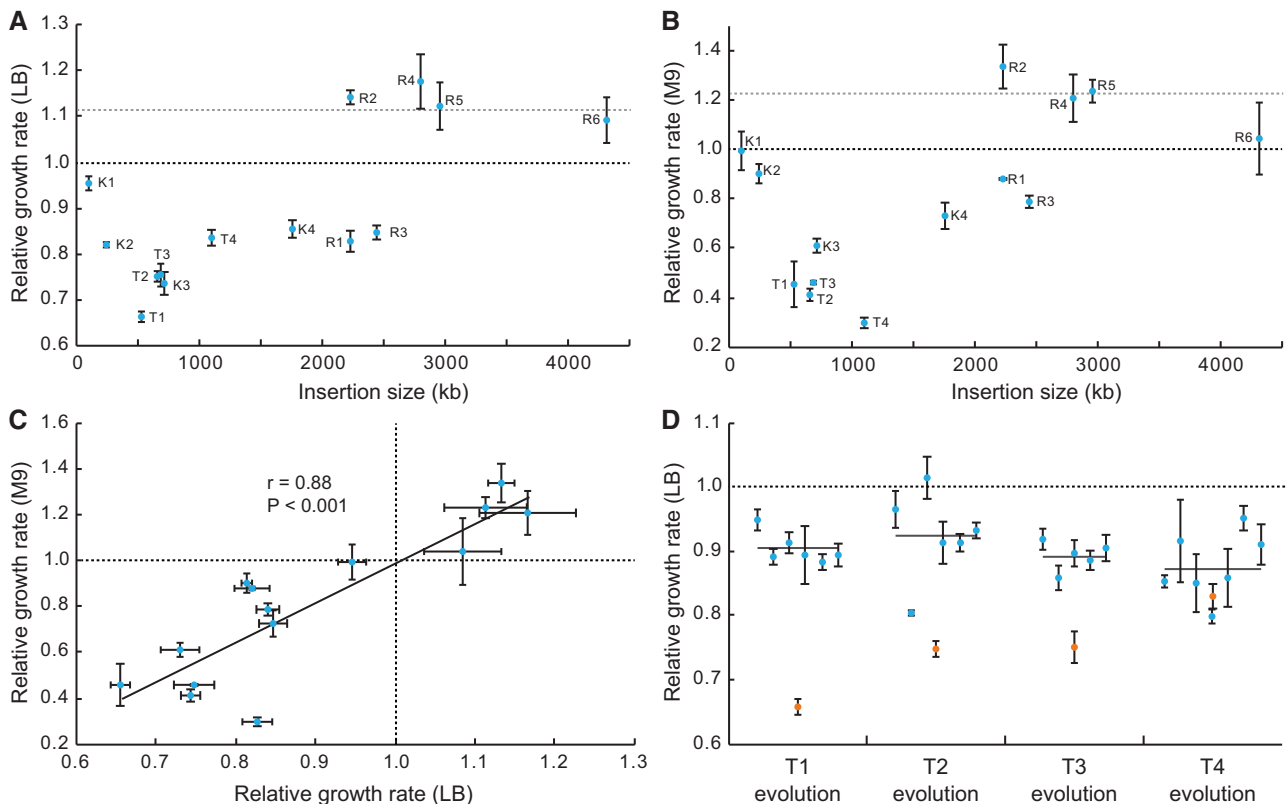 A
Relative growth rate (LB)
1.3
1.2
1.1
1.0
0.9
0.8
0.7
0.6
K1
K2
T3
T2
K3
T1
T4
K4
R1
R3
R2
R4
R5
R6
0
1000
2000
3000
4000
Insertion size (kb)
B
Relative growth rate (M9)
1.4
1.2
1.0
0.8
0.6
0.4
0.2
K1
K2
K3
T1
T3
T2
T4
K4
R1
R3
R2
R4
R5
R6
0
1000
2000
3000
4000
Insertion size (kb)
C
Relative growth rate (M9)
1.6
1.4
1.2
1.0
0.8
0.6
0.4
0.2
r = 0.88
P < 0.001
0.6
0.7
0.8
0.9
1.0
1.1
1.2
1.3
Relative growth rate (LB)
D
Relative growth rate (LB)
1.1
1.0
0.9
0.8
0.7
0.6
T1
evolution
T2
evolution
T3
evolution
T4
evolution